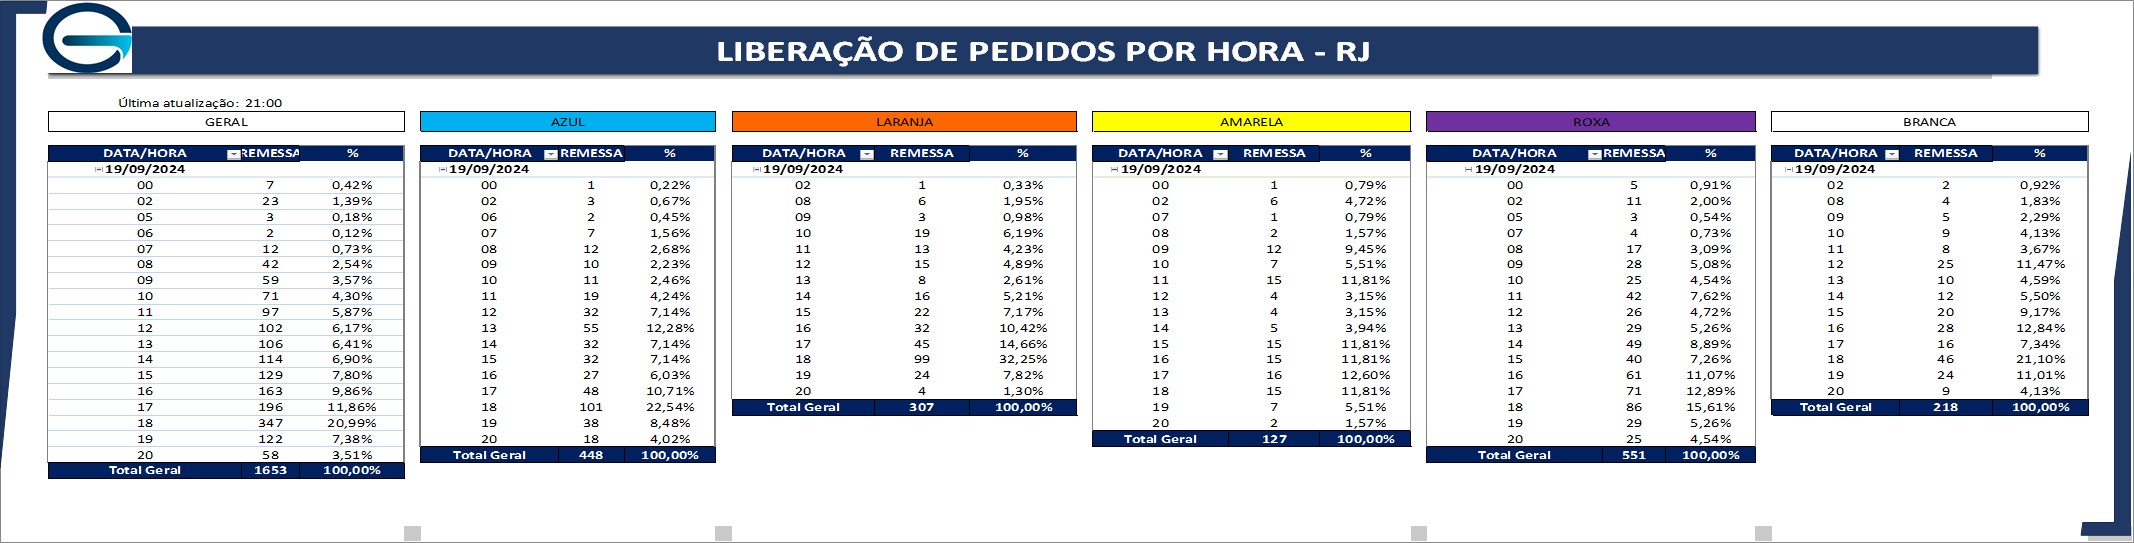 LIBERAÇÃO DE PEDIDOS POR HORA - RJ
Última atualização: 21:00
GERAL
DATA/HORA REMESSA %
19/09/2024
00 7 0,42%
02 23 1,39%
05 3 0,18%
06 2 0,12%
07 12 0,73%
08 42 2,54%
09 59 3,57%
10 71 4,30%
11 97 5,87%
12 102 6,17%
13 106 6,41%
14 114 6,90%
15 129 7,80%
16 163 9,86%
17 196 11,86%
18 347 20,99%
19 122 7,38%
20 58 3,51%
Total Geral 1653 100,00%
AZUL
DATA/HORA REMESSA %
19/09/2024
00 1 0,22%
02 3 0,67%
06 2 0,45%
07 7 1,56%
08 12 2,68%
09 10 2,23%
10 11 2,46%
11 19 4,24%
12 32 7,14%
13 55 12,28%
14 32 7,14%
15 32 7,14%
16 27 6,03%
17 48 10,71%
18 101 22,54%
19 38 8,48%
20 18 4,02%
Total Geral 448 100,00%
LARANJA
DATA/HORA REMESSA %
19/09/2024
02 1 0,33%
08 6 1,95%
09 3 0,98%
10 19 6,19%
11 13 4,23%
12 15 4,89%
13 8 2,61%
14 16 5,21%
15 22 7,17%
16 32 10,42%
17 45 14,66%
18 99 32,25%
19 24 7,82%
20 4 1,30%
Total Geral 307 100,00%
AMARELA
DATA/HORA REMESSA %
19/09/2024
00 1 0,79%
02 6 4,72%
07 1 0,79%
08 2 1,57%
09 12 9,45%
10 7 5,51%
11 15 11,81%
12 4 3,15%
13 4 3,15%
14 5 3,94%
15 15 11,81%
16 15 11,81%
17 16 12,60%
18 15 11,81%
19 7 5,51%
20 2 1,57%
Total Geral 127 100,00%
ROXA
DATA/HORA REMESSA %
19/09/2024
00 5 0,91%
02 11 2,00%
05 3 0,54%
07 4 0,73%
08 17 3,09%
09 28 5,08%
10 25 4,54%
11 42 7,62%
12 26 4,72%
13 29 5,26%
14 49 8,89%
15 40 7,26%
16 61 11,07%
17 71 12,89%
18 86 15,61%
19 29 5,26%
20 25 4,54%
Total Geral 551 100,00%
BRANCA
DATA/HORA REMESSA %
19/09/2024
02 2 0,92%
08 4 1,83%
09 5 2,29%
10 9 4,13%
11 8 3,67%
12 25 11,47%
13 10 4,59%
14 12 5,50%
15 20 9,17%
16 28 12,84%
17 16 7,34%
18 46 21,10%
19 24 11,01%
20 9 4,13%
Total Geral 218 100,00%